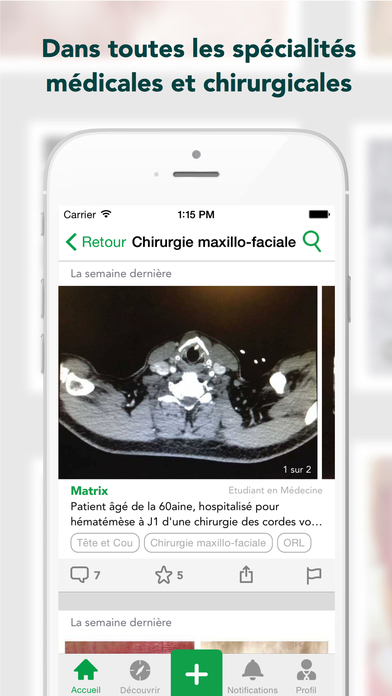 Dans toutes les spécialités
médicales et chirurgicales
Carrier 1:15 PM
Retour Chirurgie maxillo-faciale
La semaine dernière
1 sur 2
Matrix Etudiant en Médecine
Patient âgé de la 60aine, hospitalisé pour
hématémèse à J1 d'une chirurgie des cordes vo...
Tête et Cou Chirurgie maxillo-faciale ORL
7 5
La semaine dernière
Accueil Découvrir Notifications Profil